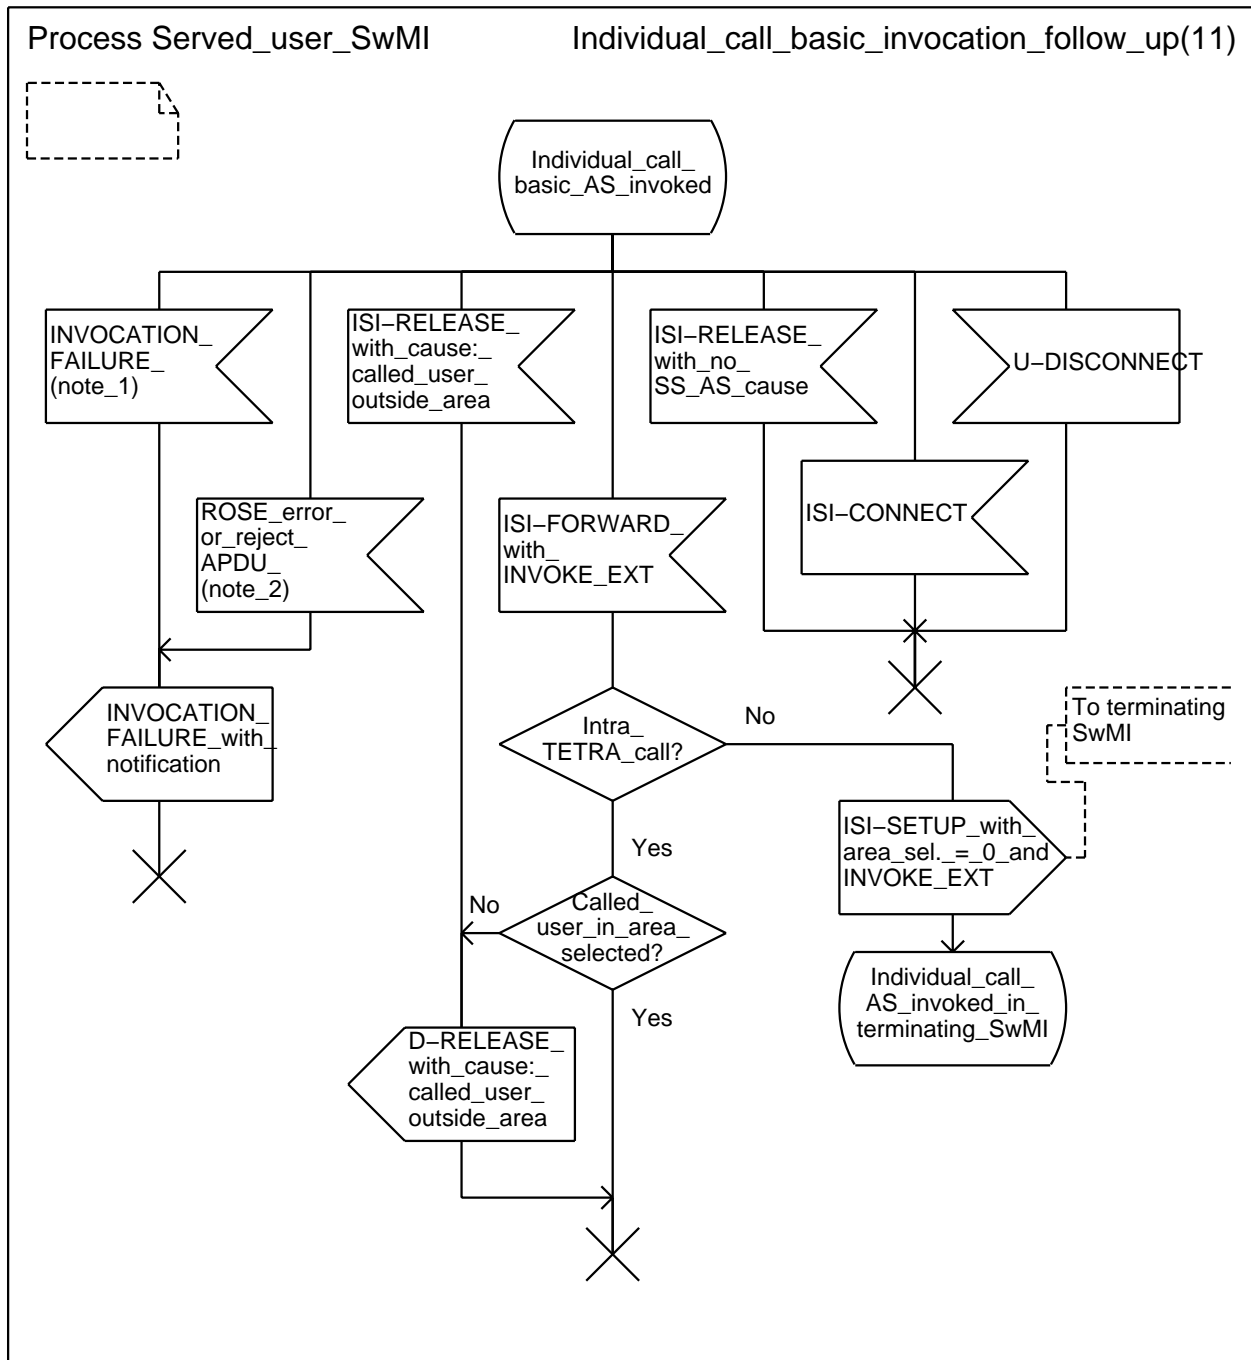 Process Served_user_SwMI
Individual_call_basic_invocation_follow_up(11)
Individual_call_
basic_AS_invoked
INVOCATION_
FAILURE_
(note_1)
ISI−RELEASE_
with_cause:_
called_user_
outside_area
ISI−RELEASE_
with_no_
SS_AS_cause
U−DISCONNECT
ROSE_error_
or_reject_
APDU_
(note_2)
ISI−FORWARD_
with_
INVOKE_EXT
ISI−CONNECT
INVOCATION_
FAILURE_with_
notification
Intra_
TETRA_call?
No
To terminating
SwMI
Yes
ISI−SETUP_with_
area_sel._=_0_and
INVOKE_EXT
No
Called_
user_in_area_
selected?
Yes
Individual_call_
AS_invoked_in_
terminating_SwMI
D−RELEASE_
with_cause:_
called_user_
outside_area